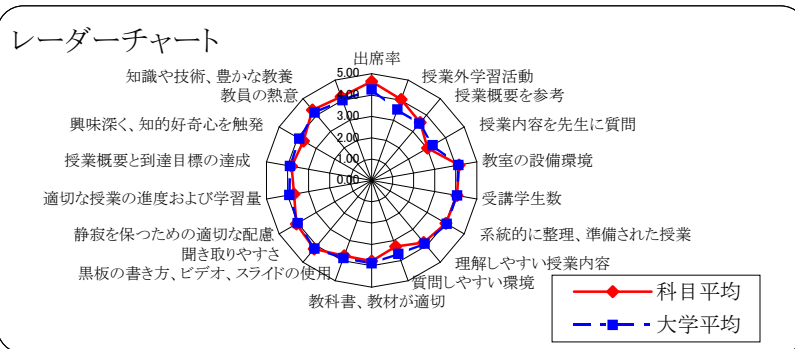 レーダーチャート
出席率
授業外学習活動
授業概要を参考
授業内容を先生に質問
教室の設備環境
受講学生数
系統的に整理、準備された授業
理解しやすい授業内容
質問しやすい環境
教科書、教材が適切
黒板の書き方、ビデオ、スライドの使用
聞き取りやすさ
静寂を保つための適切な配慮
適切な授業の進度および学習量
授業概要と到達目標の達成
興味深く、知的好奇心を触発
教員の熱意
知識や技術、豊かな教養
5.00
4.00
3.00
2.00
1.00
0.00
科目平均
大学平均